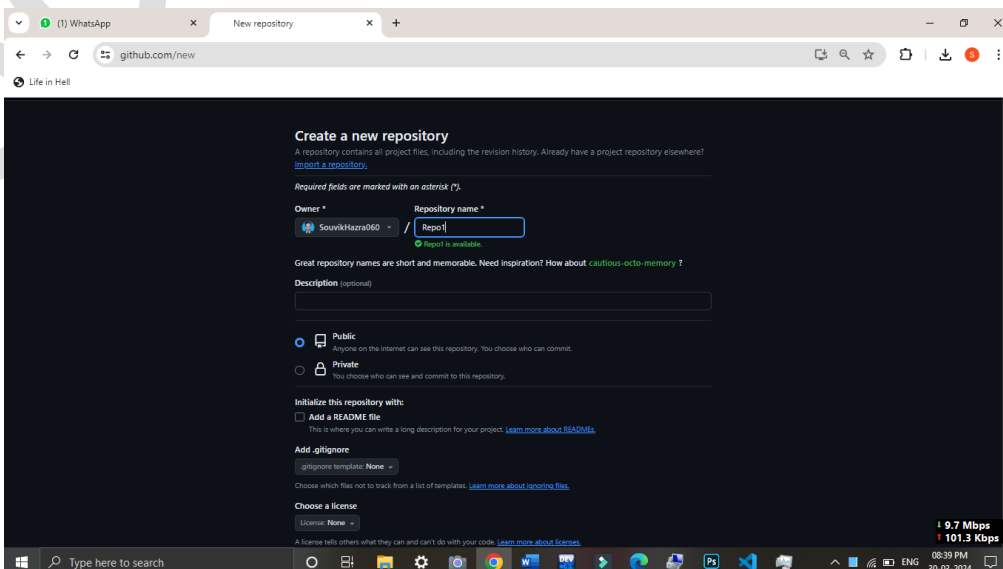 (1) WhatsApp
New repository
github.com/new
Life in Hell
Create a new repository
A repository contains all project files, including the revision history. Already have a project repository elsewhere?
Import a repository.
Required fields are marked with an asterisk (*).
Owner * Repository name *
SouvikHazra060 / Repo1
Repo1 is available.
Great repository names are short and memorable. Need inspiration? How about cautious-octo-memory ?
Description (optional)
Public
Anyone on the internet can see this repository. You choose who can commit.
Private
You choose who can see and commit to this repository.
Initialize this repository with:
Add a README file
This is where you can write a long description for your project. Learn more about READMEs.
Add .gitignore
.gitignore template: None
Choose which files not to track from a list of templates. Learn more about ignoring files.
Choose a license
License: None
A license tells others what they can and can't do with your code. Learn more about licenses.
9.7 Mbps
101.3 Kbps
Type here to search
W
DEV
Ps
ENG
08:39 PM